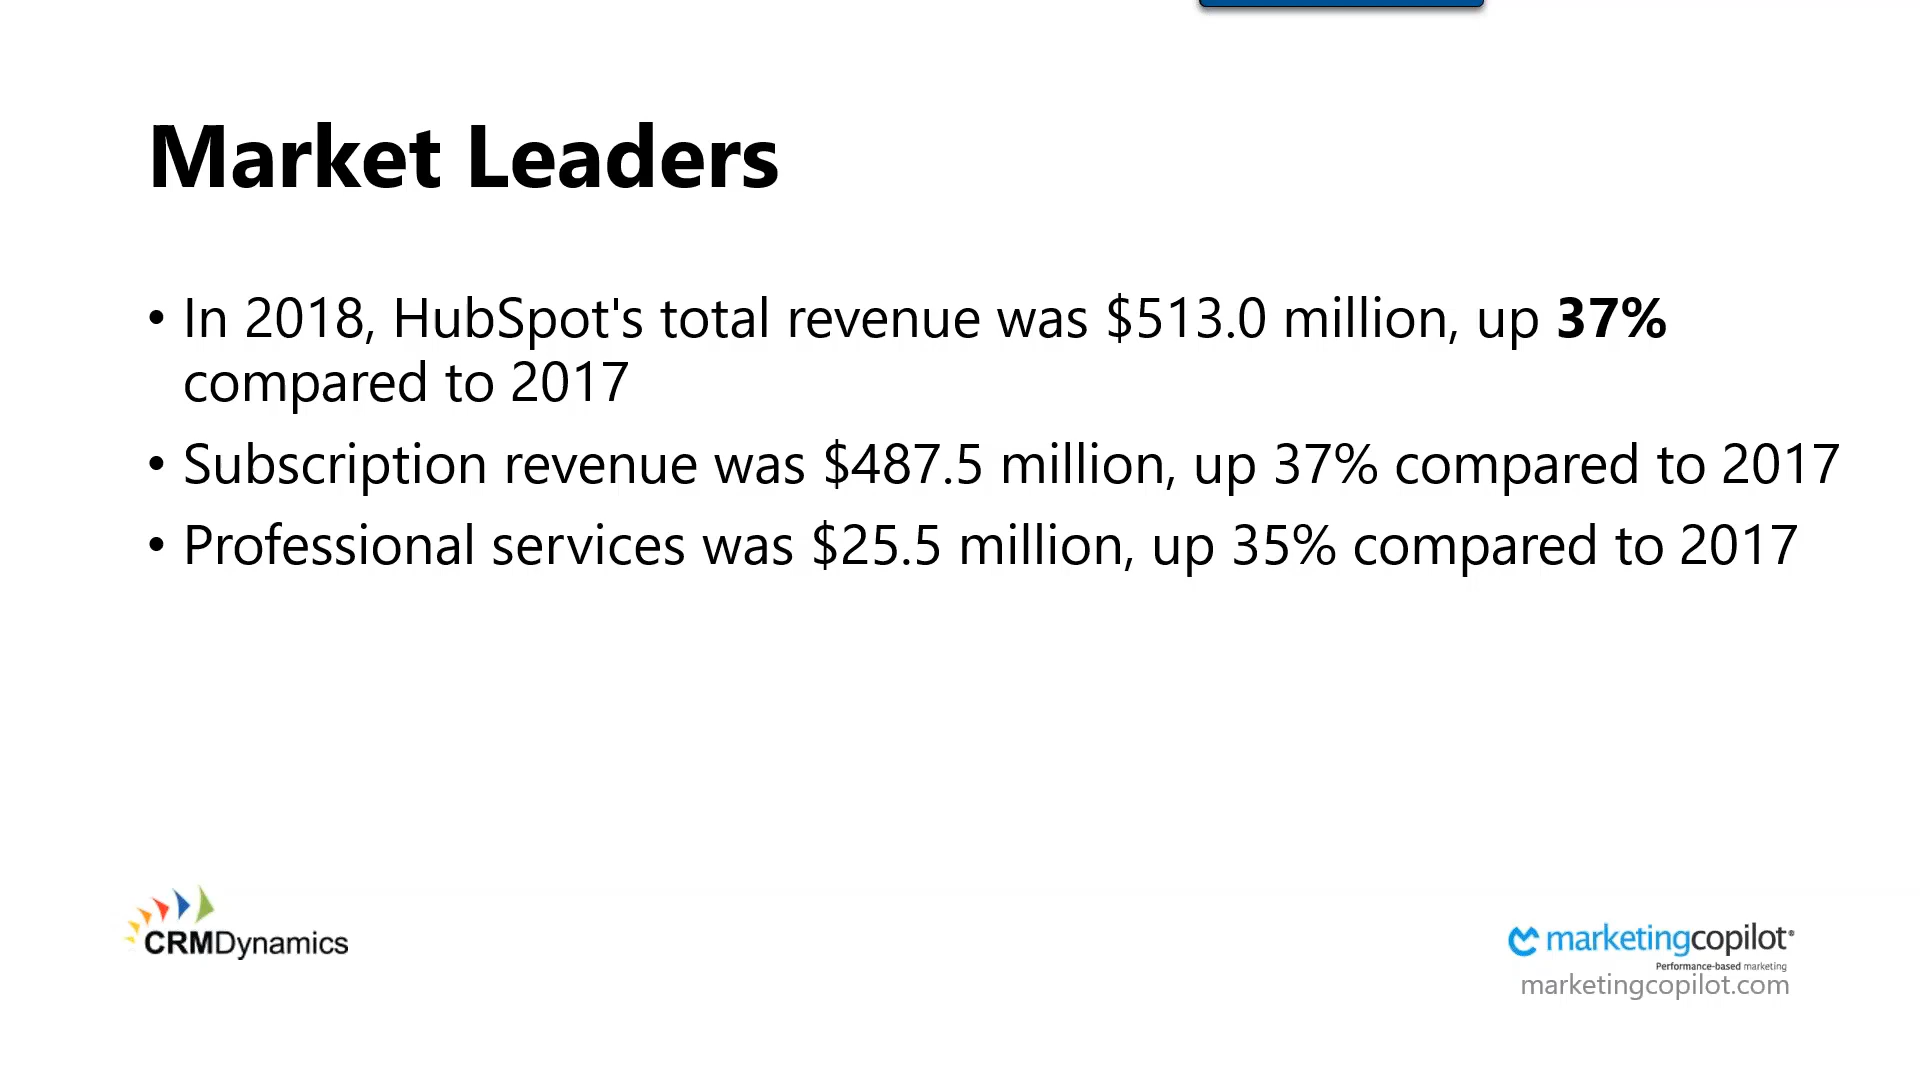 Market Leaders
• In 2018, HubSpot's total revenue was $513.0 million, up 37%
compared to 2017
• Subscription revenue was $487.5 million, up 37% compared to 2017
• Professional services was $25.5 million, up 35% compared to 2017
CRMDynamics
marketingcopilot®
Performance-based marketing
marketingcopilot.com